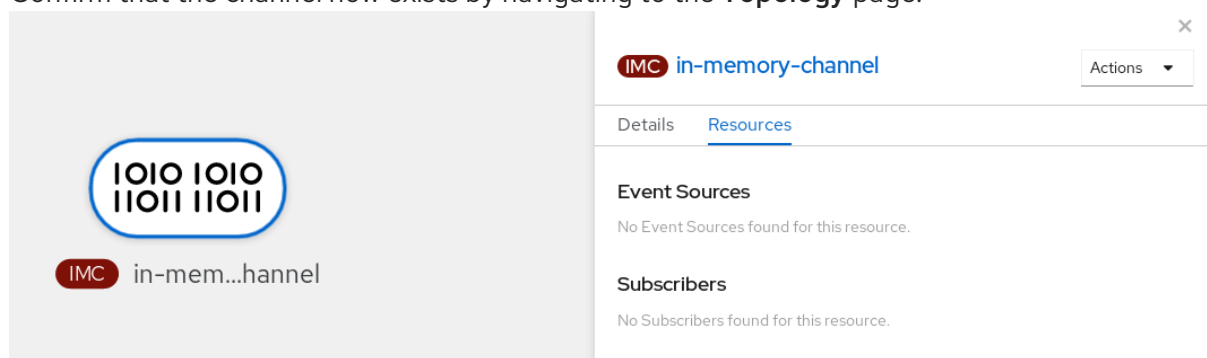 Confirm that the channel now exists by navigating to the Topology page.
IMC in-memory-channel
Actions
Details Resources
Event Sources
No Event Sources found for this resource.
Subscribers
No Subscribers found for this resource.
1010 1010
11011 11011
IMC in-mem...hannel